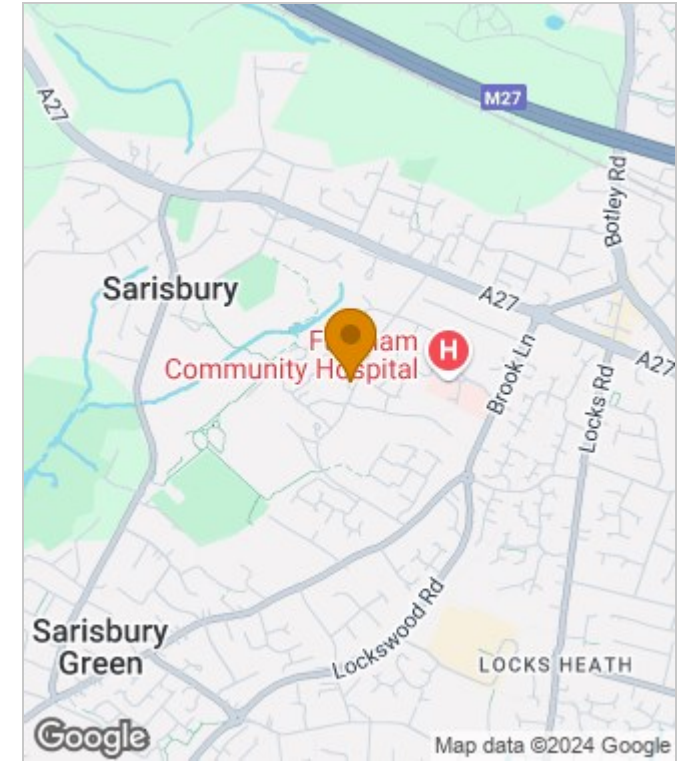 A27
M27
Botley Rd
Sarisbury
A27
Community Hospital
H
Brook Ln
A27
Locks Rd
Sarisbury
Green
Lockswood Rd
LOCKS HEATH
Google
Map data ©2024 Google